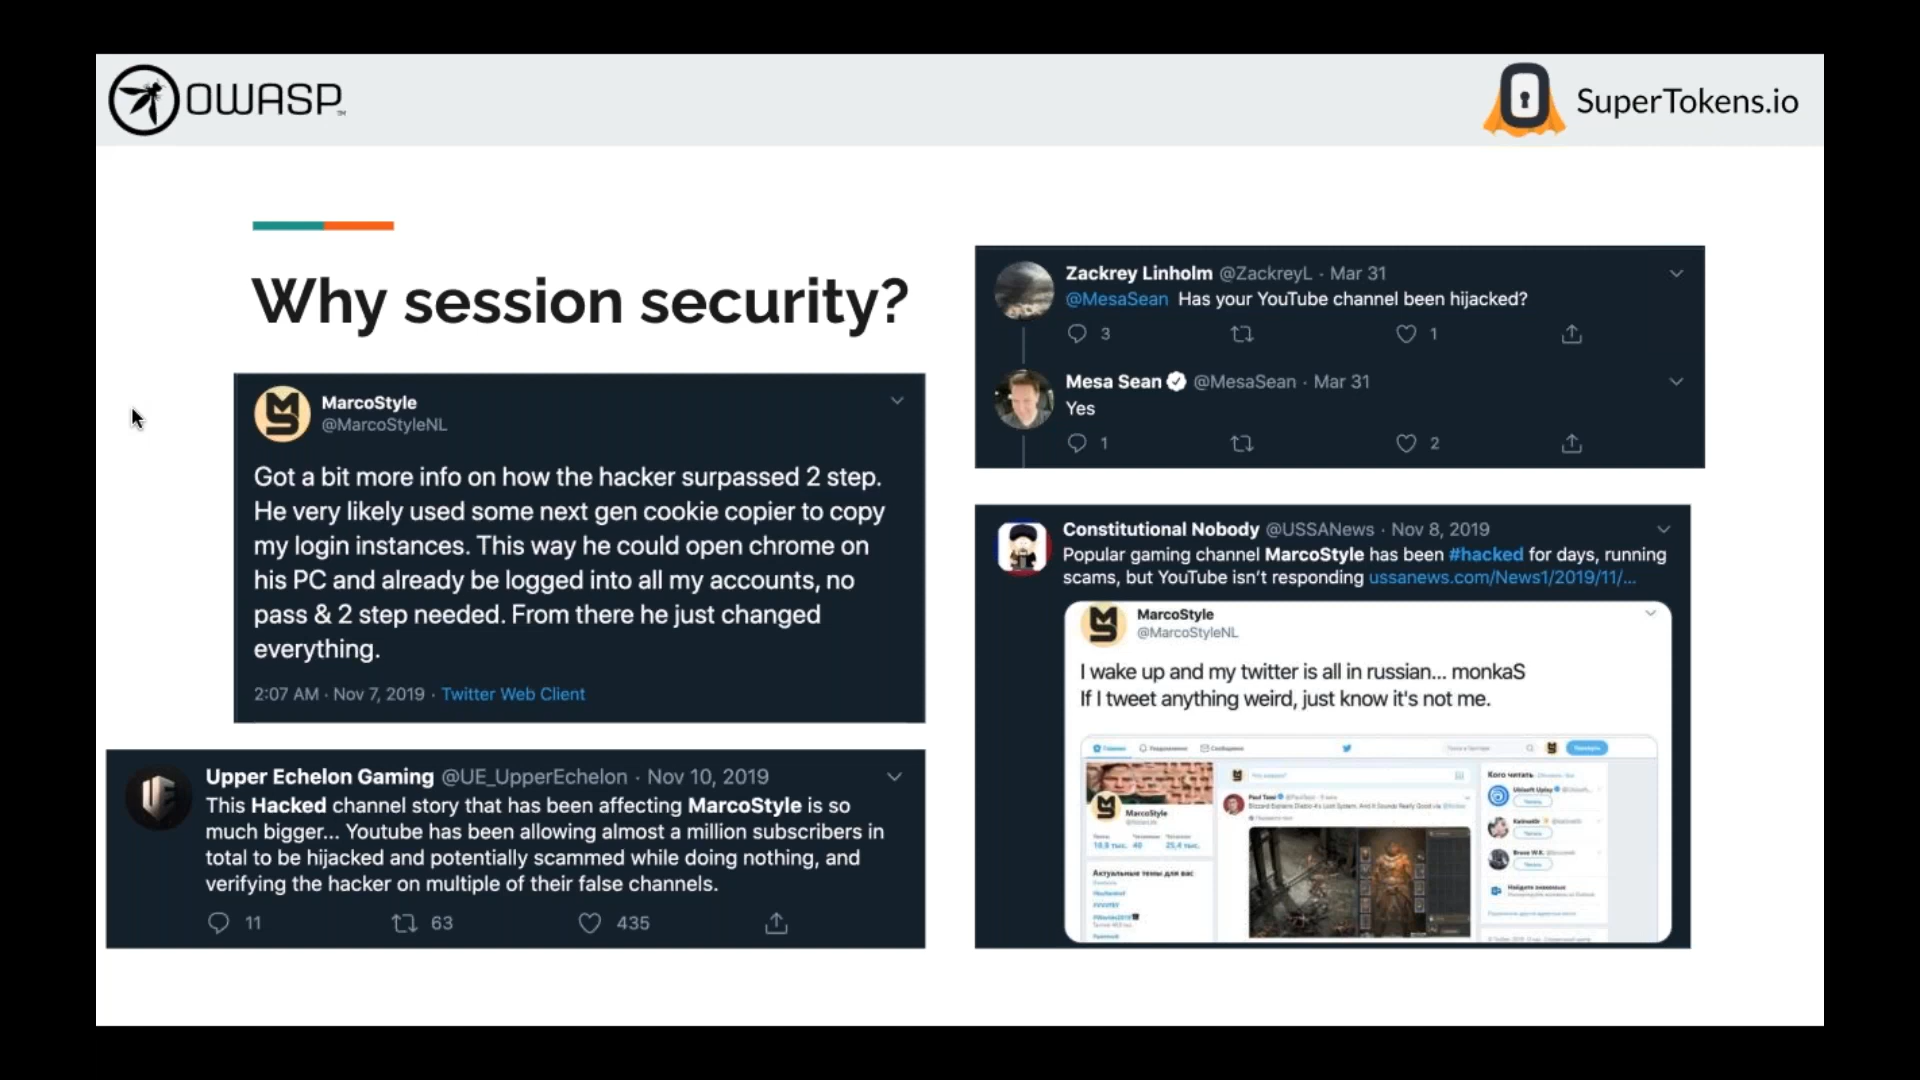 OWASP™
SuperTokens.io
Why session security?
MarcoStyle
@MarcoStyleNL
Got a bit more info on how the hacker surpassed 2 step.
He very likely used some next gen cookie copier to copy
my login instances. This way he could open chrome on
his PC and already be logged into all my accounts, no
pass & 2 step needed. From there he just changed
everything.
2:07 AM · Nov 7, 2019 · Twitter Web Client
Upper Echelon Gaming @UE_UpperEchelon · Nov 10, 2019
This Hacked channel story that has been affecting MarcoStyle is so
much bigger... Youtube has been allowing almost a million subscribers in
total to be hijacked and potentially scammed while doing nothing, and
verifying the hacker on multiple of their false channels.
11 63 435
Zackrey Linholm @ZackreyL · Mar 31
@MesaSean Has your YouTube channel been hijacked?
3 1
Mesa Sean @MesaSean · Mar 31
Yes
1 2
Constitutional Nobody @USSANews · Nov 8, 2019
Popular gaming channel MarcoStyle has been #hacked for days, running
scams, but YouTube isn't responding ussanews.com/News1/2019/11/...
MarcoStyle
@MarcoStyleNL
I wake up and my twitter is all in russian... monkaS
If I tweet anything weird, just know it's not me.
MarcoStyle
Актуальные темы для вас
Кого читать